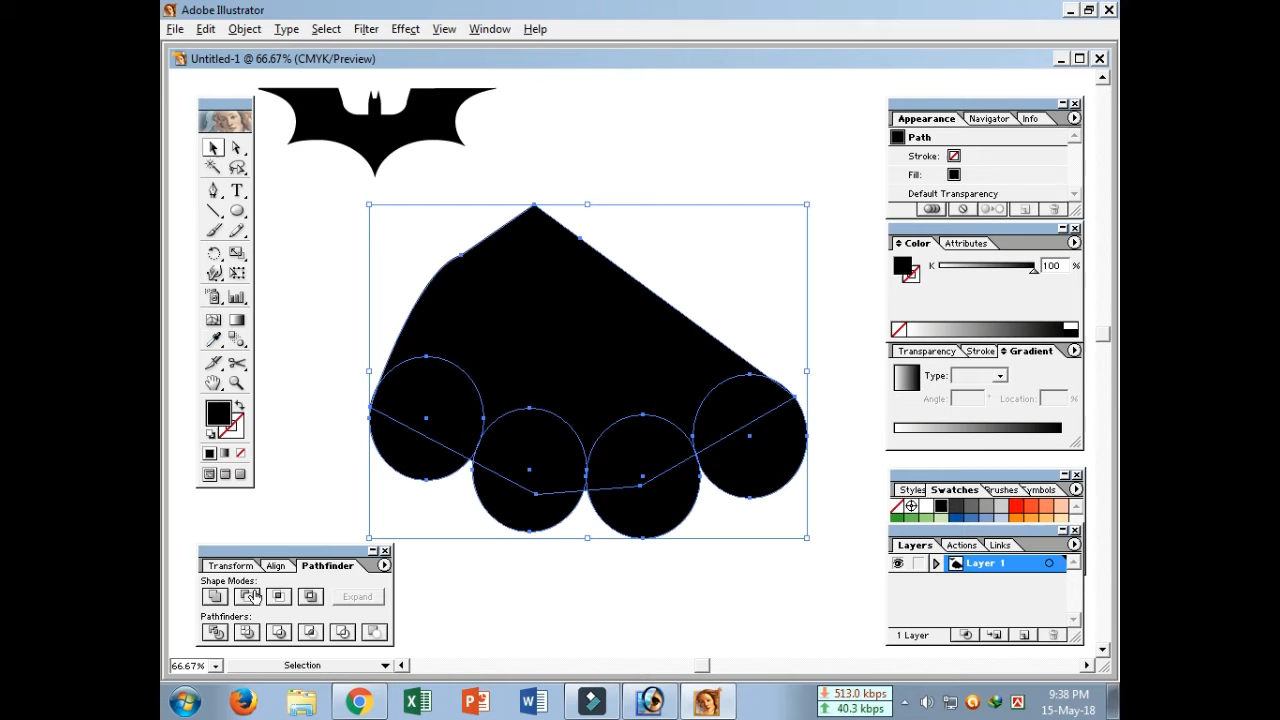 Adobe Illustrator
File Edit Object Type Select Filter Effect View Window Help
Untitled-1 @ 66.67% (CMYK/Preview)
Appearance Navigator Info
Path
Stroke:
Fill:
Default Transparency
Color Attributes
K 100 %
Transparency Stroke Gradient
Type:
Angle: ° Location: %
Styles Swatches Brushes Symbols
Layers Actions Links
Layer 1
1 Layer
Transform Align Pathfinder
Shape Modes:
Expand
Pathfinders:
66.67% Selection
513.0 kbps
40.3 kbps
9:38 PM
15-May-18